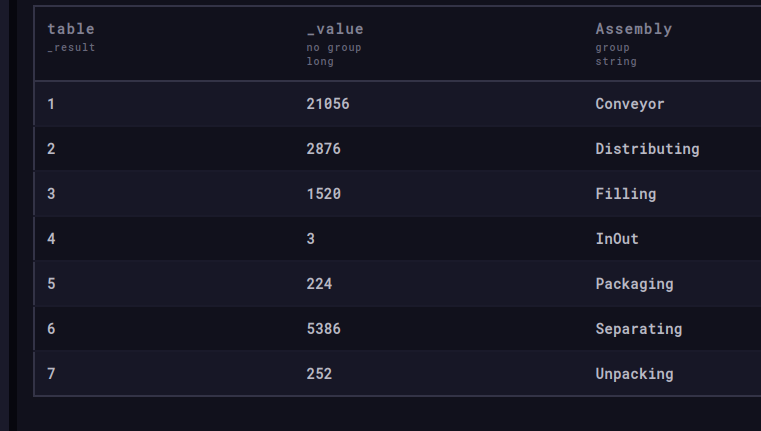 table _value Assembly
_result no group group
long string
1 21056 Conveyor
2 2876 Distributing
3 1520 Filling
4 3 InOut
5 224 Packaging
6 5386 Separating
7 252 Unpacking